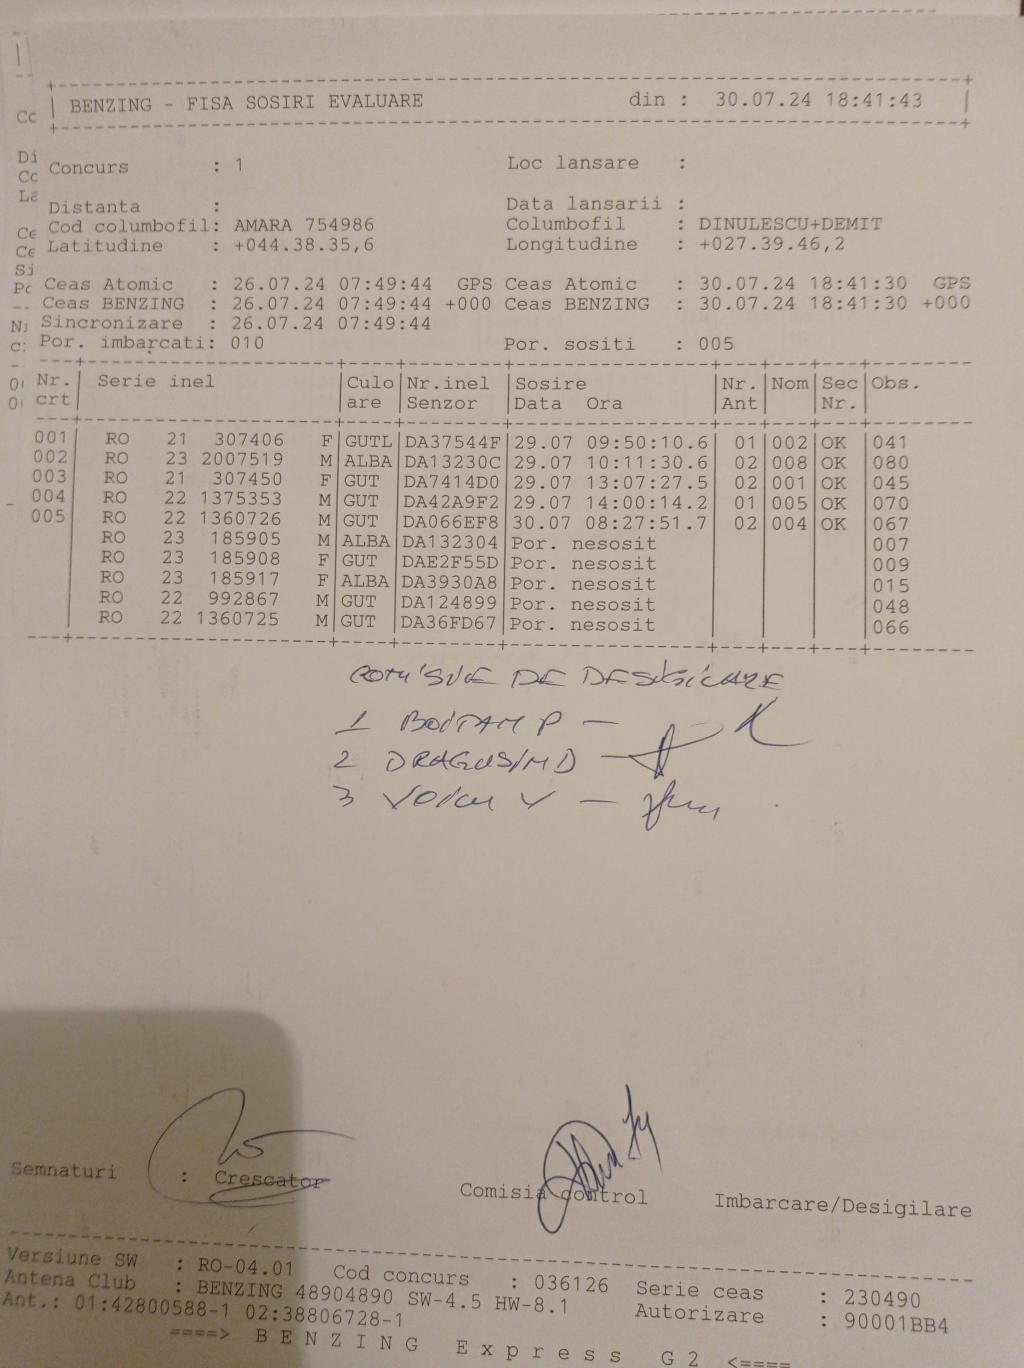 BENZING - FISA SOSIRI EVALUARE din : 30.07.24 18:41:43
Concurs : 1 Loc lansare :
Distanta : Data lansarii :
Cod columbofil: AMARA 754986 Columbofil : DINULESCU+DEMIT
Latitudine : +044.38.35,6 Longitudine : +027.39.46,2
Ceas Atomic : 26.07.24 07:49:44 GPS Ceas Atomic : 30.07.24 18:41:30 GPS
Ceas BENZING : 26.07.24 07:49:44 +000 Ceas BENZING : 30.07.24 18:41:30 +000
Sincronizare : 26.07.24 07:49:44
Por. imbarcati: 010 Por. sositi : 005
Nr. Serie inel Culo Nr.inel Sosire Nr. Nom Sec Obs.
crt are Senzor Data Ora Ant Nr.
001 RO 21 307406 F GUTL DA37544F 29.07 09:50:10.6 01 002 OK 041
002 RO 23 2007519 M ALBA DA13230C 29.07 10:11:30.6 02 008 OK 080
003 RO 21 307450 F GUT DA7414D0 29.07 13:07:27.5 02 001 OK 045
004 RO 22 1375353 M GUT DA42A9F2 29.07 14:00:14.2 01 005 OK 070
005 RO 22 1360726 M GUT DA066EF8 30.07 08:27:51.7 02 004 OK 067
RO 23 185905 M ALBA DA132304 Por. nesosit 007
RO 23 185908 F GUT DAE2F55D Por. nesosit 009
RO 23 185917 F ALBA DA3930A8 Por. nesosit 015
RO 22 992867 M GUT DA124899 Por. nesosit 048
RO 22 1360725 M GUT DA36FD67 Por. nesosit 066
DE
1 P -
2 D -
3 V -
Semnaturi : Crescator Comisia control Imbarcare/Desigilare
Versiune SW : RO-04.01 Cod concurs : 036126 Serie ceas : 230490
Antena Club : BENZING 48904890 SW-4.5 HW-8.1 Autorizare : 90001BB4
Ant.: 01:42800588-1 02:38806728-1
====> B E N Z I N G E x p r e s s G 2 <====